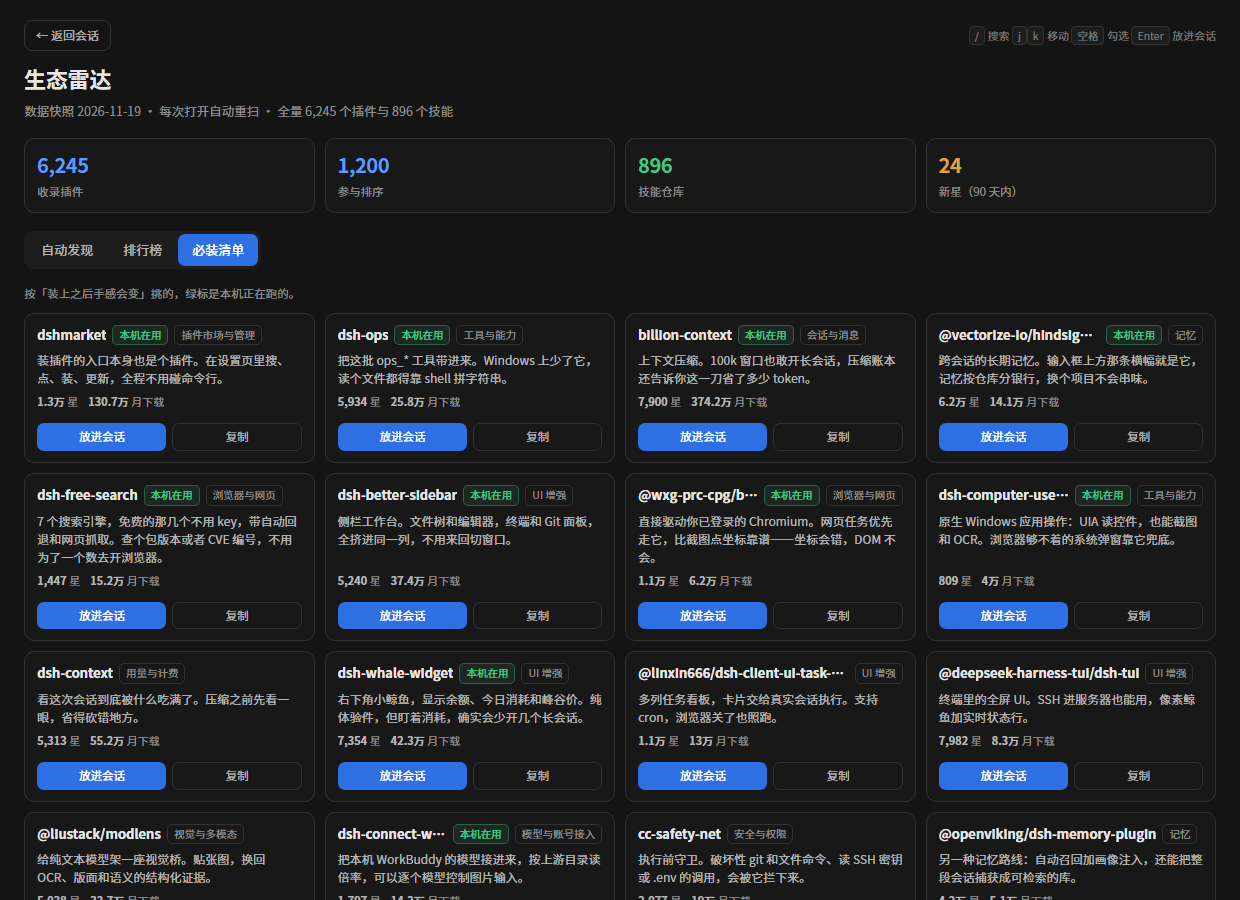 ← 返回会话
/ 搜索 j k 移动 空格 勾选 Enter 放进会话
生态雷达
数据快照 2026-11-19 · 每次打开自动重扫 · 全量 6,245 个插件与 896 个技能
6,245
收录插件
1,200
参与排序
896
技能仓库
24
新星（90 天内）
自动发现 排行榜 必装清单
按「装上之后手感会变」挑的，绿标是本机正在跑的。
dshmarket 本机在用 插件市场与管理
装插件的入口本身也是个插件。在设置页里搜、
点、装、更新，全程不用碰命令行。
1.3万 星 130.7万 月下载
放进会话 复制
dsh-ops 本机在用 工具与能力
把这批 ops_* 工具带进来。Windows 上少了它，
读个文件都得靠 shell 拼字符串。
5,934 星 25.8万 月下载
放进会话 复制
billion-context 本机在用 会话与消息
上下文压缩。100k 窗口也敢开长会话，压缩账本
还告诉你这一刀省了多少 token。
7,900 星 374.2万 月下载
放进会话 复制
@vectorize-io/hindsig··· 本机在用 记忆
跨会话的长期记忆。输入框上方那条横幅就是它，
记忆按仓库分银行，换个项目不会串味。
6.2万 星 14.1万 月下载
放进会话 复制
dsh-free-search 本机在用 浏览器与网页
7 个搜索引擎，免费的那几个不用 key，带自动回
退和网页抓取。查个包版本或者 CVE 编号，不用
为了一个数去开浏览器。
1,447 星 15.2万 月下载
放进会话 复制
dsh-better-sidebar 本机在用 UI 增强
侧栏工作台。文件树和编辑器，终端和 Git 面板，
全挤进同一列，不用来回切窗口。
5,240 星 37.4万 月下载
放进会话 复制
@wxg-prc-cpg/b··· 本机在用 浏览器与网页
直接驱动你已登录的 Chromium。网页任务优先
走它，比截图点坐标靠谱——坐标会错，DOM 不
会。
1.1万 星 6.2万 月下载
放进会话 复制
dsh-computer-use··· 本机在用 工具与能力
原生 Windows 应用操作：UIA 读控件，也能截图
和 OCR。浏览器够不着的系统弹窗靠它兜底。
809 星 4万 月下载
放进会话 复制
dsh-context 用量与计费
看这次会话到底被什么吃满了。压缩之前先看一
眼，省得砍错地方。
5,313 星 55.2万 月下载
放进会话 复制
dsh-whale-widget 本机在用 UI 增强
右下角小鲸鱼，显示余额、今日消耗和峰谷价。纯
体验件，但盯着消耗，确实会少开几个长会话。
7,354 星 42.3万 月下载
放进会话 复制
@linxin666/dsh-client-ui-task-··· UI 增强
多列任务看板，卡片交给真实会话执行。支持
cron，浏览器关了也照跑。
1.1万 星 13万 月下载
放进会话 复制
@deepseek-harness-tui/dsh-tui UI 增强
终端里的全屏 UI。SSH 进服务器也能用，像素鲸
鱼加实时状态行。
7,982 星 8.3万 月下载
放进会话 复制
@liustack/modlens 视觉与多模态
给纯文本模型架一座视觉桥。贴张图，换回
OCR、版面和语义的结构化证据。
dsh-connect-w··· 本机在用 模型与账号接入
把本机 WorkBuddy 的模型接进来，按上游目录读
倍率，可以逐个模型控制图片输入。
cc-safety-net 安全与权限
执行前守卫。破坏性 git 和文件命令、读 SSH 密钥
或 .env 的调用，会被它拦下来。
@openviking/dsh-memory-plugin 记忆
另一种记忆路线：自动召回加画像注入，还能把整
段会话捕获成可检索的库。